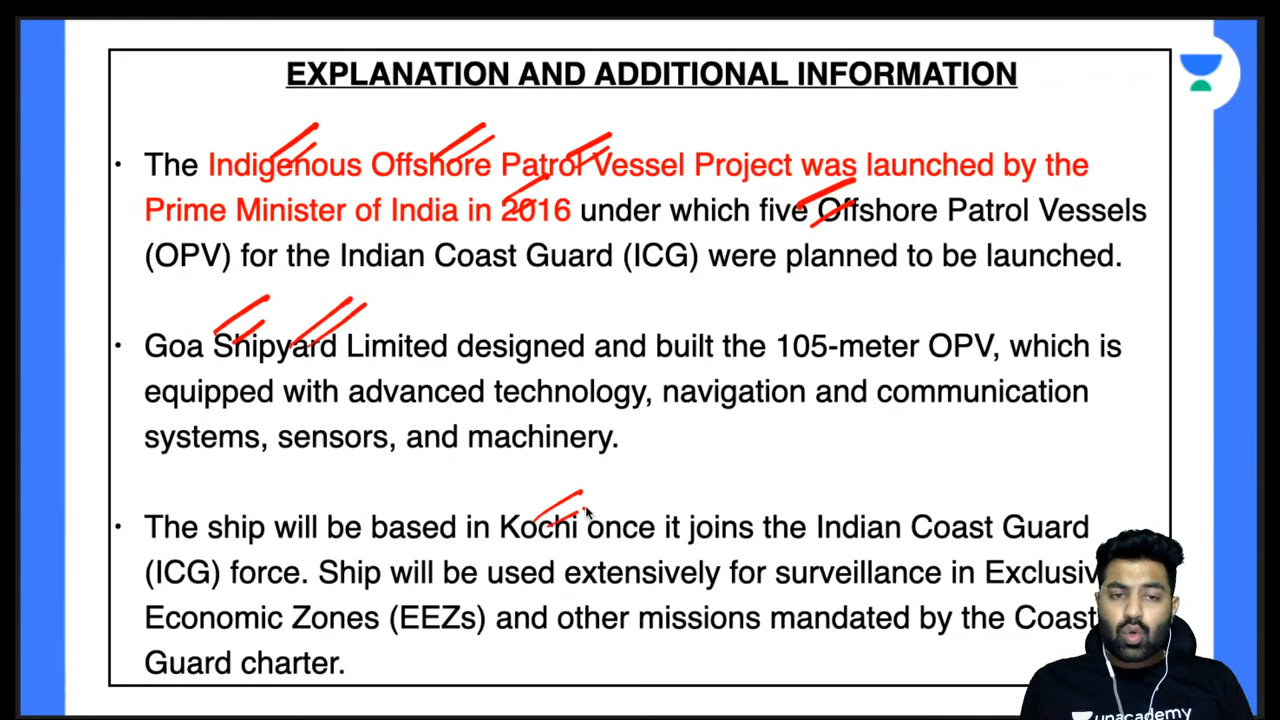 EXPLANATION AND ADDITIONAL INFORMATION
• The Indigenous Offshore Patrol Vessel Project was launched by the
Prime Minister of India in 2016 under which five Offshore Patrol Vessels
(OPV) for the Indian Coast Guard (ICG) were planned to be launched.
• Goa Shipyard Limited designed and built the 105-meter OPV, which is
equipped with advanced technology, navigation and communication
systems, sensors, and machinery.
• The ship will be based in Kochi once it joins the Indian Coast Guard
(ICG) force. Ship will be used extensively for surveillance in Exclusiv
Economic Zones (EEZs) and other missions mandated by the Coast
Guard charter.
unacademy